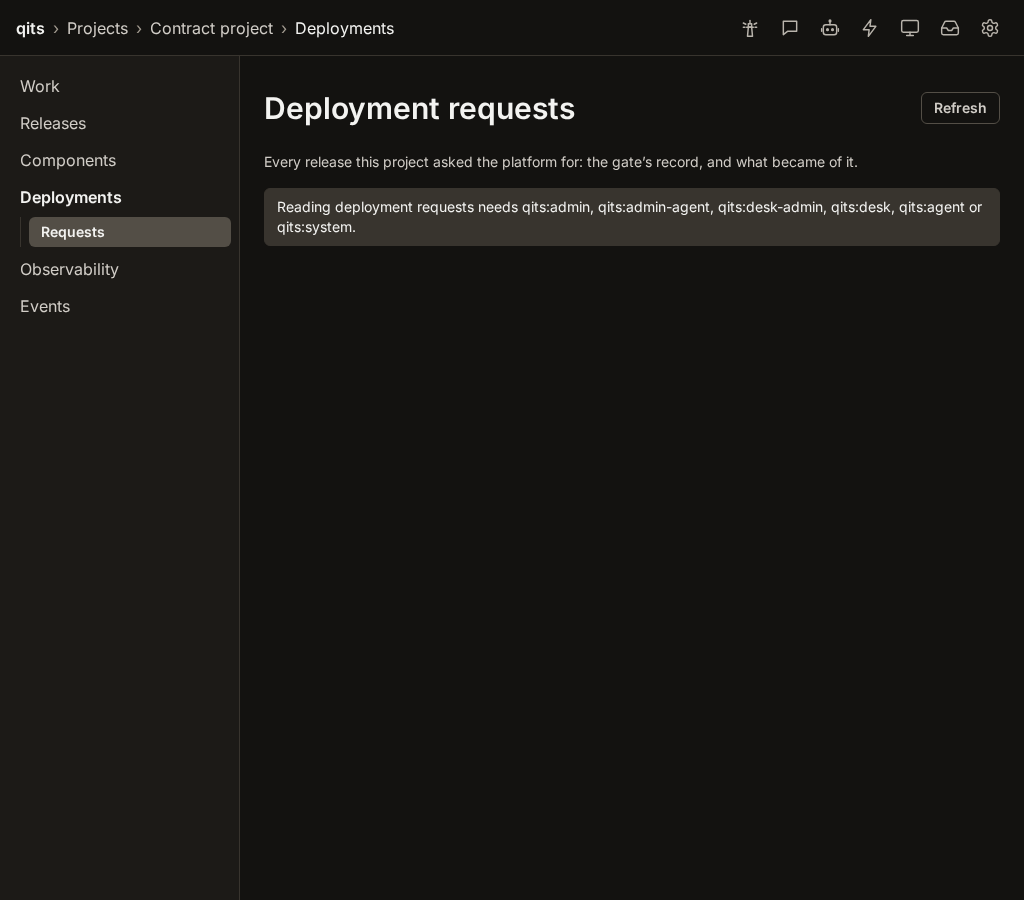 qits › Projects › Contract project › Deployments
Work
Releases
Components
Deployments
Requests
Observability
Events
Deployment requests
Refresh
Every release this project asked the platform for: the gate’s record, and what became of it.
Reading deployment requests needs qits:admin, qits:admin-agent, qits:desk-admin, qits:desk, qits:agent or
qits:system.